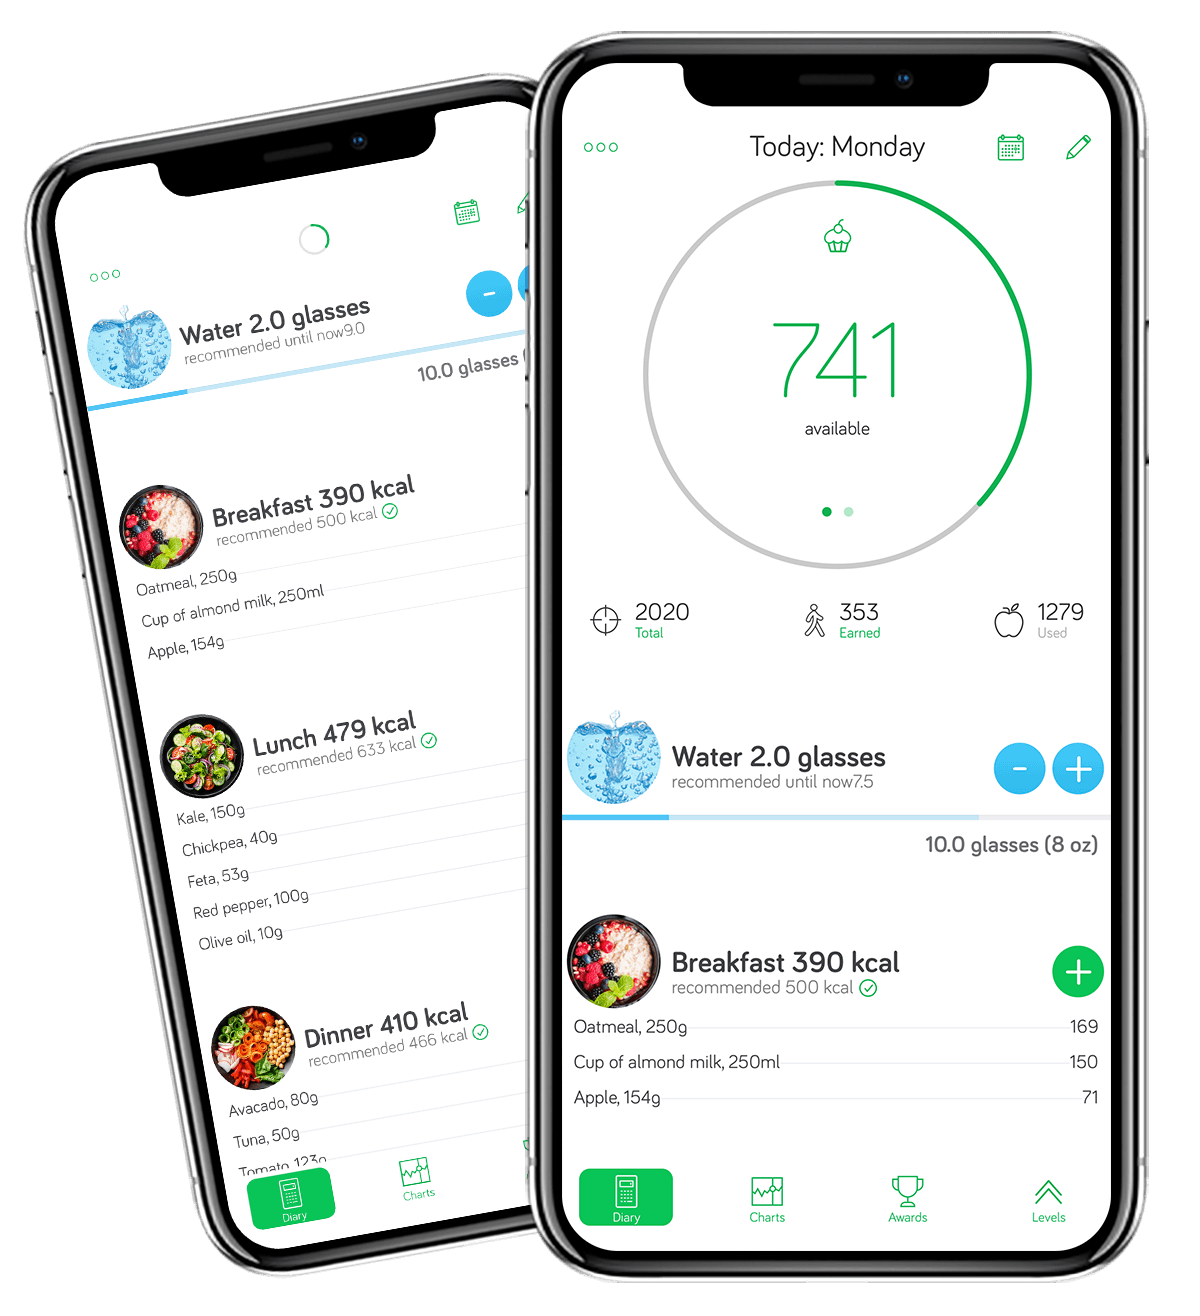 Water 2.0 glasses
recommended until now9.0
-
10.0 glasses (
Breakfast 390 kcal
recommended 500 kcal
Oatmeal, 250g
Cup of almond milk, 250ml
Apple, 154g
Lunch 479 kcal
recommended 633 kcal
Kale, 150g
Chickpea, 40g
Feta, 53g
Red pepper, 100g
Olive oil, 10g
Dinner 410 kcal
recommended 466 kcal
Avacado, 80g
Tuna, 50g
Tomato, 123g
Diary
Charts
Today: Monday
741
available
2020
Total
353
Earned
1279
Used
Water 2.0 glasses
recommended until now7.5
- +
10.0 glasses (8 oz)
Breakfast 390 kcal
recommended 500 kcal
+
Oatmeal, 250g 169
Cup of almond milk, 250ml 150
Apple, 154g 71
Diary
Charts
Awards
Levels